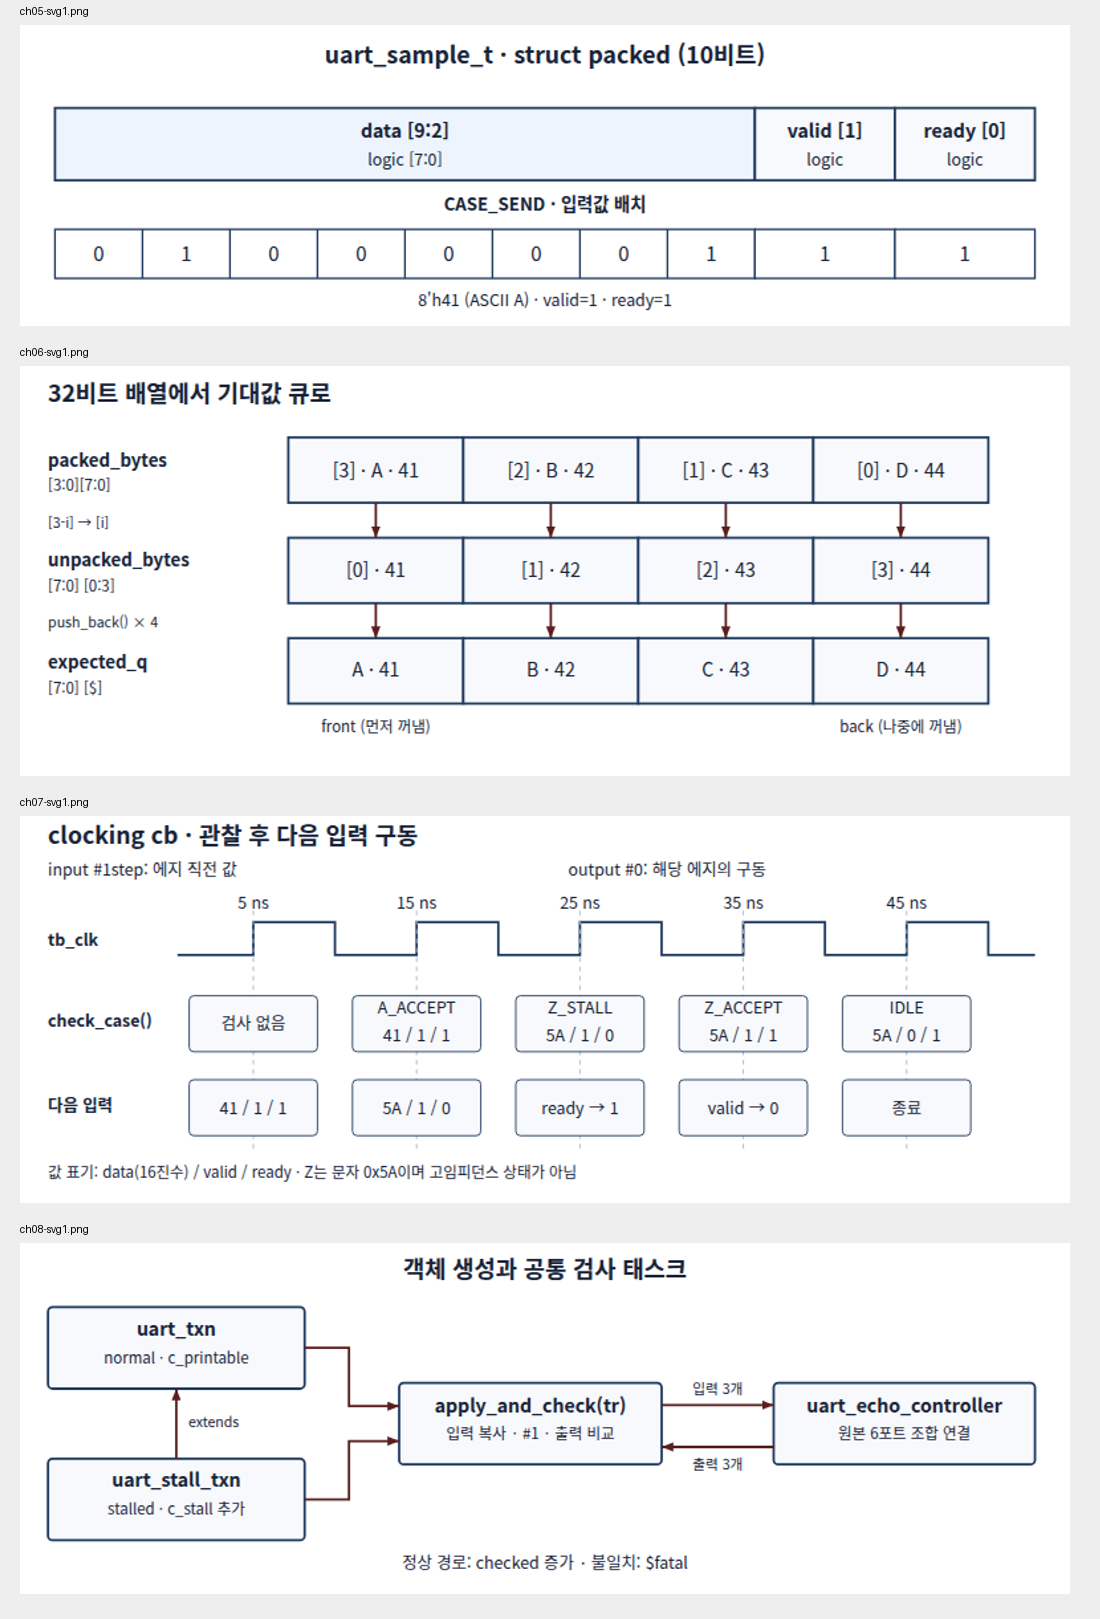 ch05-svg1.png
uart_sample_t · struct packed (10비트)
data [9:2] valid [1] ready [0]
logic [7:0] logic logic
CASE_SEND · 입력값 배치
0 1 0 0 0 0 0 1 1 1
8'h41 (ASCII A) · valid=1 · ready=1
ch06-svg1.png
32비트 배열에서 기대값 큐로
packed_bytes
[3:0][7:0]
[3] · A · 41 [2] · B · 42 [1] · C · 43 [0] · D · 44
[3-i] → [i]
unpacked_bytes
[7:0] [0:3]
[0] · 41 [1] · 42 [2] · 43 [3] · 44
push_back() × 4
expected_q
[7:0] [$]
A · 41 B · 42 C · 43 D · 44
front (먼저 꺼냄) back (나중에 꺼냄)
ch07-svg1.png
clocking cb · 관찰 후 다음 입력 구동
input #1step: 에지 직전 값 output #0: 해당 에지의 구동
5 ns 15 ns 25 ns 35 ns 45 ns
tb_clk
check_case() 검사 없음
A_ACCEPT Z_STALL Z_ACCEPT IDLE
41 / 1 / 1 5A / 1 / 0 5A / 1 / 1 5A / 0 / 1
다음 입력 41 / 1 / 1 5A / 1 / 0 ready → 1 valid → 0 종료
값 표기: data(16진수) / valid / ready · Z는 문자 0x5A이며 고임피던스 상태가 아님
ch08-svg1.png
객체 생성과 공통 검사 태스크
uart_txn
normal · c_printable
extends
uart_stall_txn
stalled · c_stall 추가
apply_and_check(tr)
입력 복사 · #1 · 출력 비교
입력 3개
출력 3개
uart_echo_controller
원본 6포트 조합 연결
정상 경로: checked 증가 · 불일치: $fatal